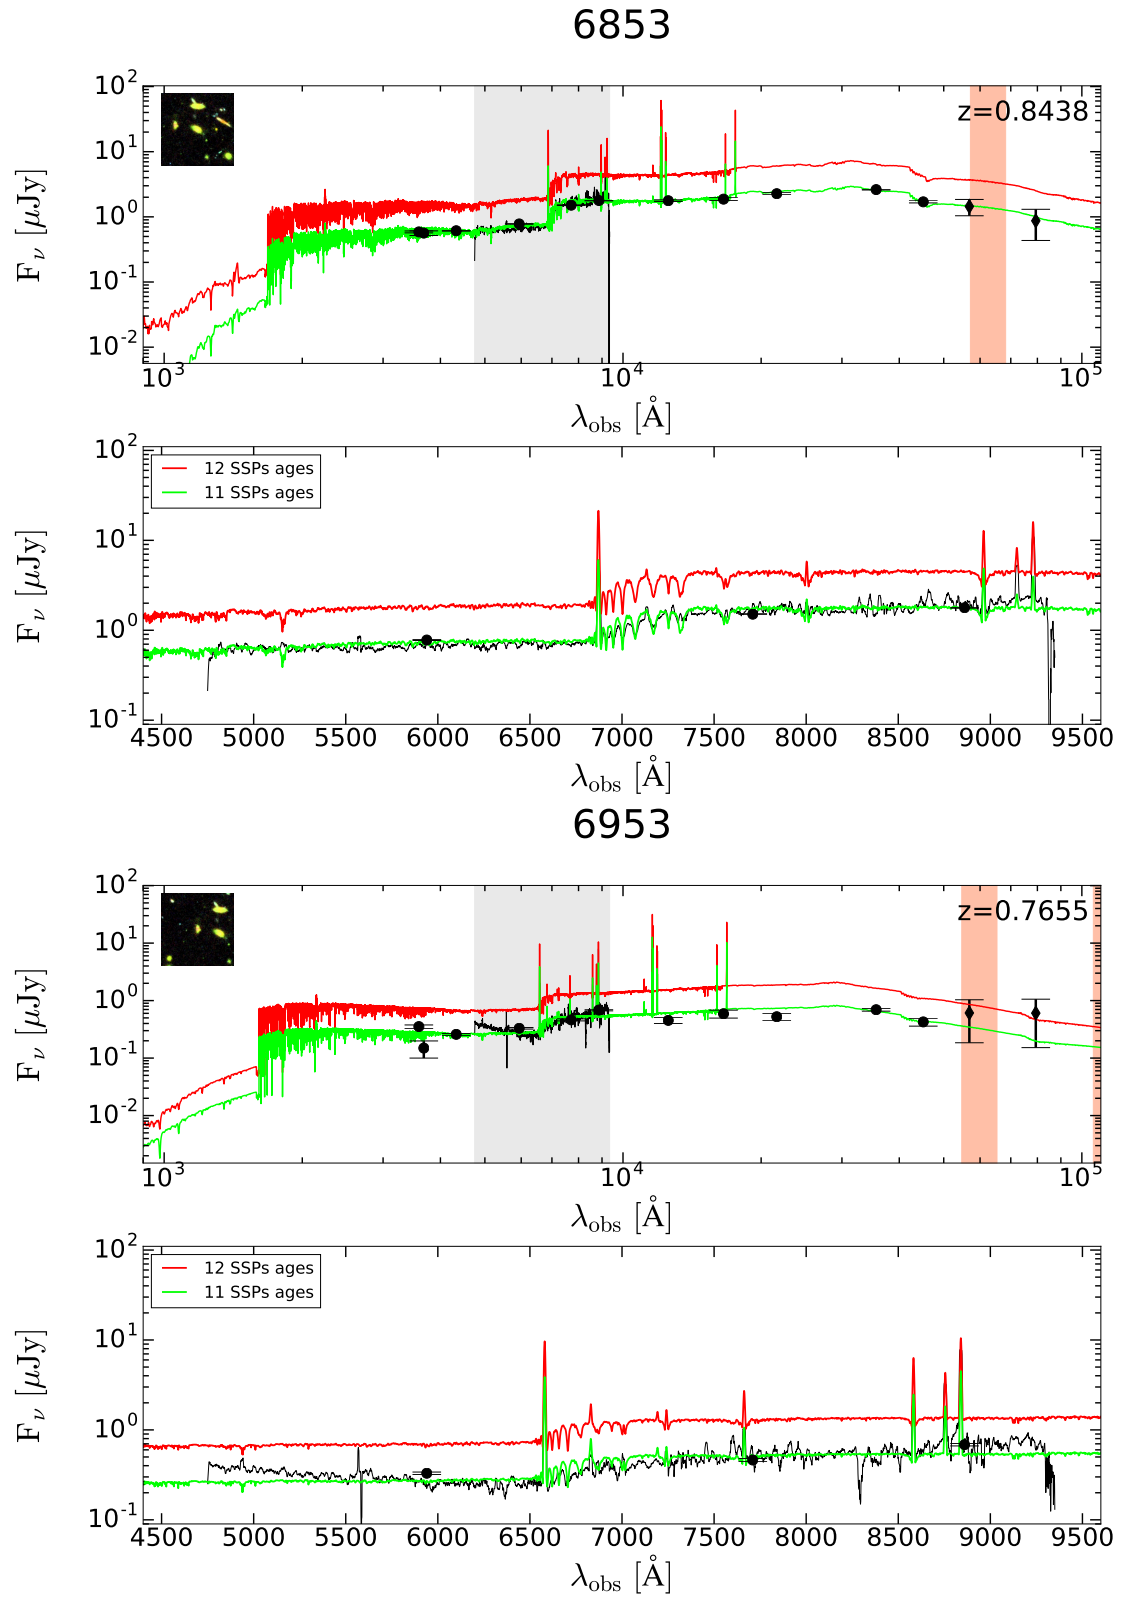 6853
10² 10¹ 10⁰ 10⁻¹ 10⁻²
F_ν [μJy]
z=0.8438
10³ 10⁴ 10⁵
λ_obs [Å]
10² 10¹ 10⁰ 10⁻¹
F_ν [μJy]
12 SSPs ages
11 SSPs ages
4500 5000 5500 6000 6500 7000 7500 8000 8500 9000 9500
λ_obs [Å]
6953
10² 10¹ 10⁰ 10⁻¹ 10⁻²
F_ν [μJy]
z=0.7655
10³ 10⁴ 10⁵
λ_obs [Å]
10² 10¹ 10⁰ 10⁻¹
F_ν [μJy]
12 SSPs ages
11 SSPs ages
4500 5000 5500 6000 6500 7000 7500 8000 8500 9000 9500
λ_obs [Å]